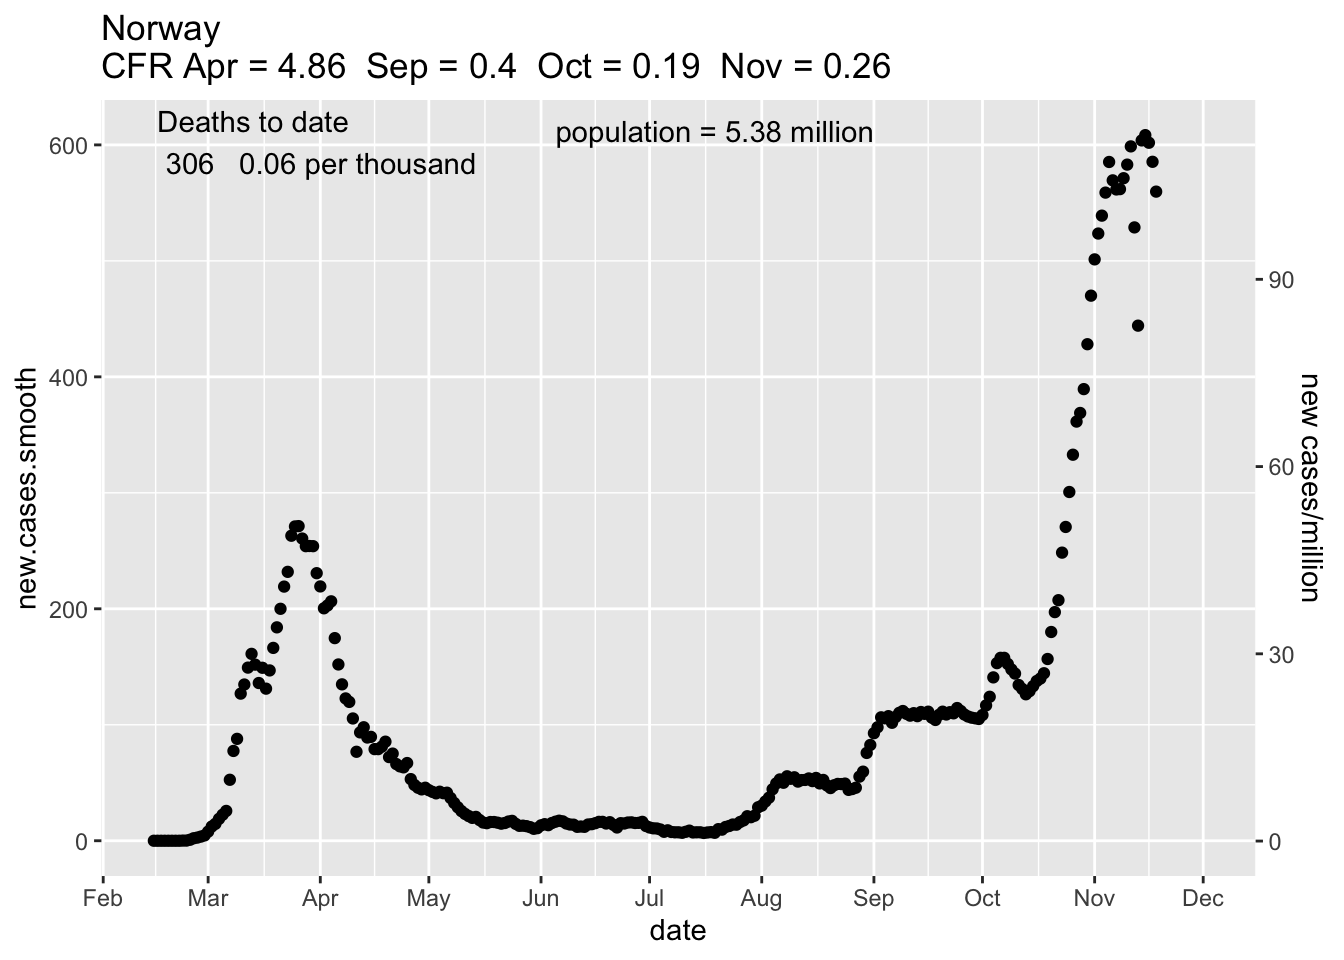 Norway
CFR Apr = 4.86  Sep = 0.4  Oct = 0.19  Nov = 0.26
Deaths to date
306   0.06 per thousand
population = 5.38 million
new.cases.smooth
600
400
200
0
90
60
30
0
new cases/million
Feb Mar Apr May Jun Jul Aug Sep Oct Nov Dec
date